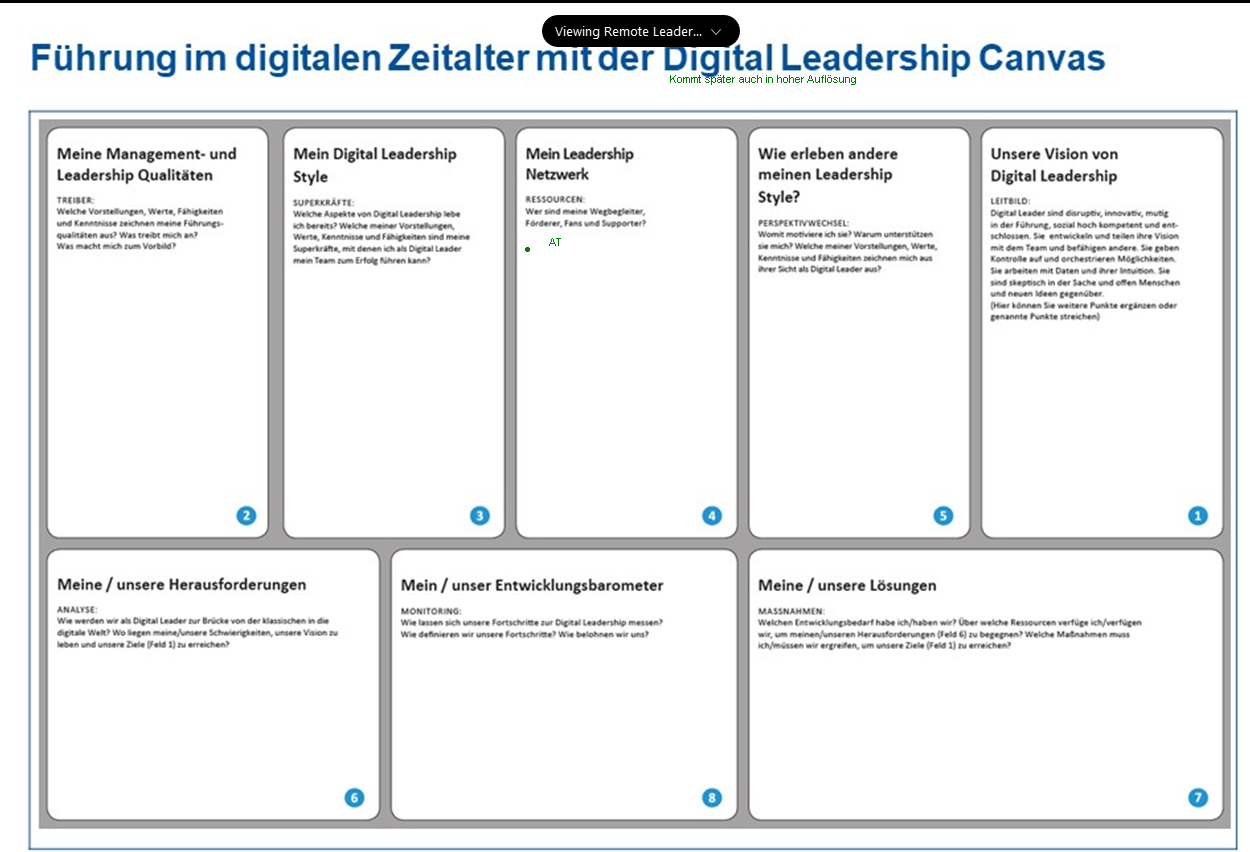 Viewing Remote Leader...
Führung im digitalen Zeitalter mit der Digital Leadership Canvas
Kommt später auch in hoher Auflösung
Meine Management- und
Leadership Qualitäten
TREIBER:
Welche Vorstellungen, Werte, Fähigkeiten
und Kenntnisse zeichnen meine Führungs-
qualitäten aus? Was treibt mich an?
Was macht mich zum Vorbild?
2
Mein Digital Leadership
Style
SUPERKRÄFTE:
Welche Aspekte von Digital Leadership lebe
ich bereits? Welche meiner Vorstellungen,
Werte, Kenntnisse und Fähigkeiten sind meine
Superkräfte, mit denen ich als Digital Leader
mein Team zum Erfolg führen kann?
3
Mein Leadership
Netzwerk
RESSOURCEN:
Wer sind meine Wegbegleiter,
Förderer, Fans und Supporter?
AT
4
Wie erleben andere
meinen Leadership
Style?
PERSPEKTIVWECHSEL:
Womit motiviere ich sie? Warum unterstützen
sie mich? Welche meiner Vorstellungen, Werte,
Kenntnisse und Fähigkeiten zeichnen mich aus
ihrer Sicht als Digital Leader aus?
5
Unsere Vision von
Digital Leadership
LEITBILD:
Digital Leader sind disruptiv, innovativ, mutig
in der Führung, sozial hoch kompetent und ent-
schlossen. Sie entwickeln und teilen ihre Vision
mit dem Team und befähigen andere. Sie geben
Kontrolle auf und orchestrieren Möglichkeiten.
Sie arbeiten mit Daten und ihrer Intuition. Sie
sind skeptisch in der Sache und offen Menschen
und neuen Ideen gegenüber.
(Hier können Sie weitere Punkte ergänzen oder
genannte Punkte streichen)
1
Meine / unsere Herausforderungen
ANALYSE:
Wie werden wir als Digital Leader zur Brücke von der klassischen in die
digitale Welt? Wo liegen meine/unsere Schwierigkeiten, unsere Vision zu
leben und unsere Ziele (Feld 1) zu erreichen?
6
Mein / unser Entwicklungsbarometer
MONITORING:
Wie lassen sich unsere Fortschritte zur Digital Leadership messen?
Wie definieren wir unsere Fortschritte? Wie belohnen wir uns?
8
Meine / unsere Lösungen
MASSNAHMEN:
Welchen Entwicklungsbedarf habe ich/haben wir? Über welche Ressourcen verfüge ich/verfügen
wir, um meinen/unseren Herausforderungen (Feld 6) zu begegnen? Welche Maßnahmen muss
ich/müssen wir ergreifen, um unsere Ziele (Feld 1) zu erreichen?
7